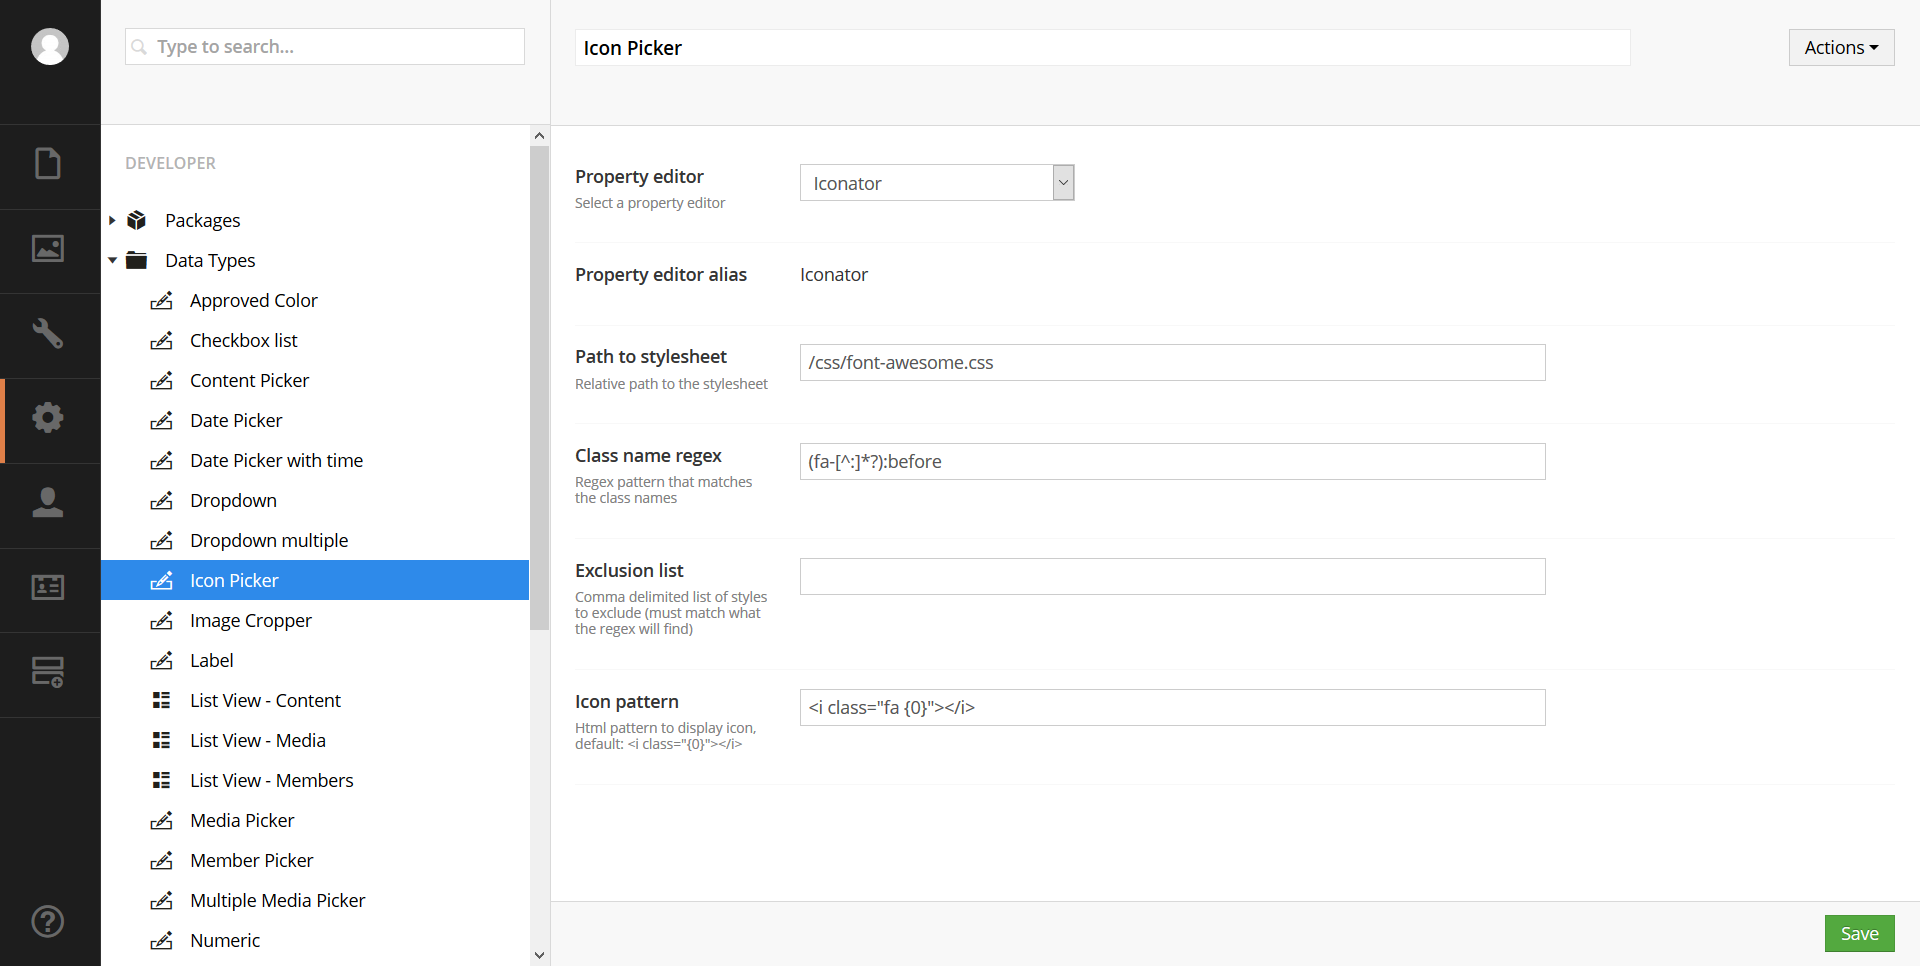 Type to search...
DEVELOPER
Packages
Data Types
Approved Color
Checkbox list
Content Picker
Date Picker
Date Picker with time
Dropdown
Dropdown multiple
Icon Picker
Image Cropper
Label
List View - Content
List View - Media
List View - Members
Media Picker
Member Picker
Multiple Media Picker
Numeric
Icon Picker
Actions
Property editor
Select a property editor
Iconator
Property editor alias
Iconator
Path to stylesheet
Relative path to the stylesheet
/css/font-awesome.css
Class name regex
Regex pattern that matches
the class names
(fa-[^:]*?):before
Exclusion list
Comma delimited list of styles
to exclude (must match what
the regex will find)
Icon pattern
Html pattern to display icon,
default: <i class="{0}"></i>
<i class="fa {0}"></i>
Save